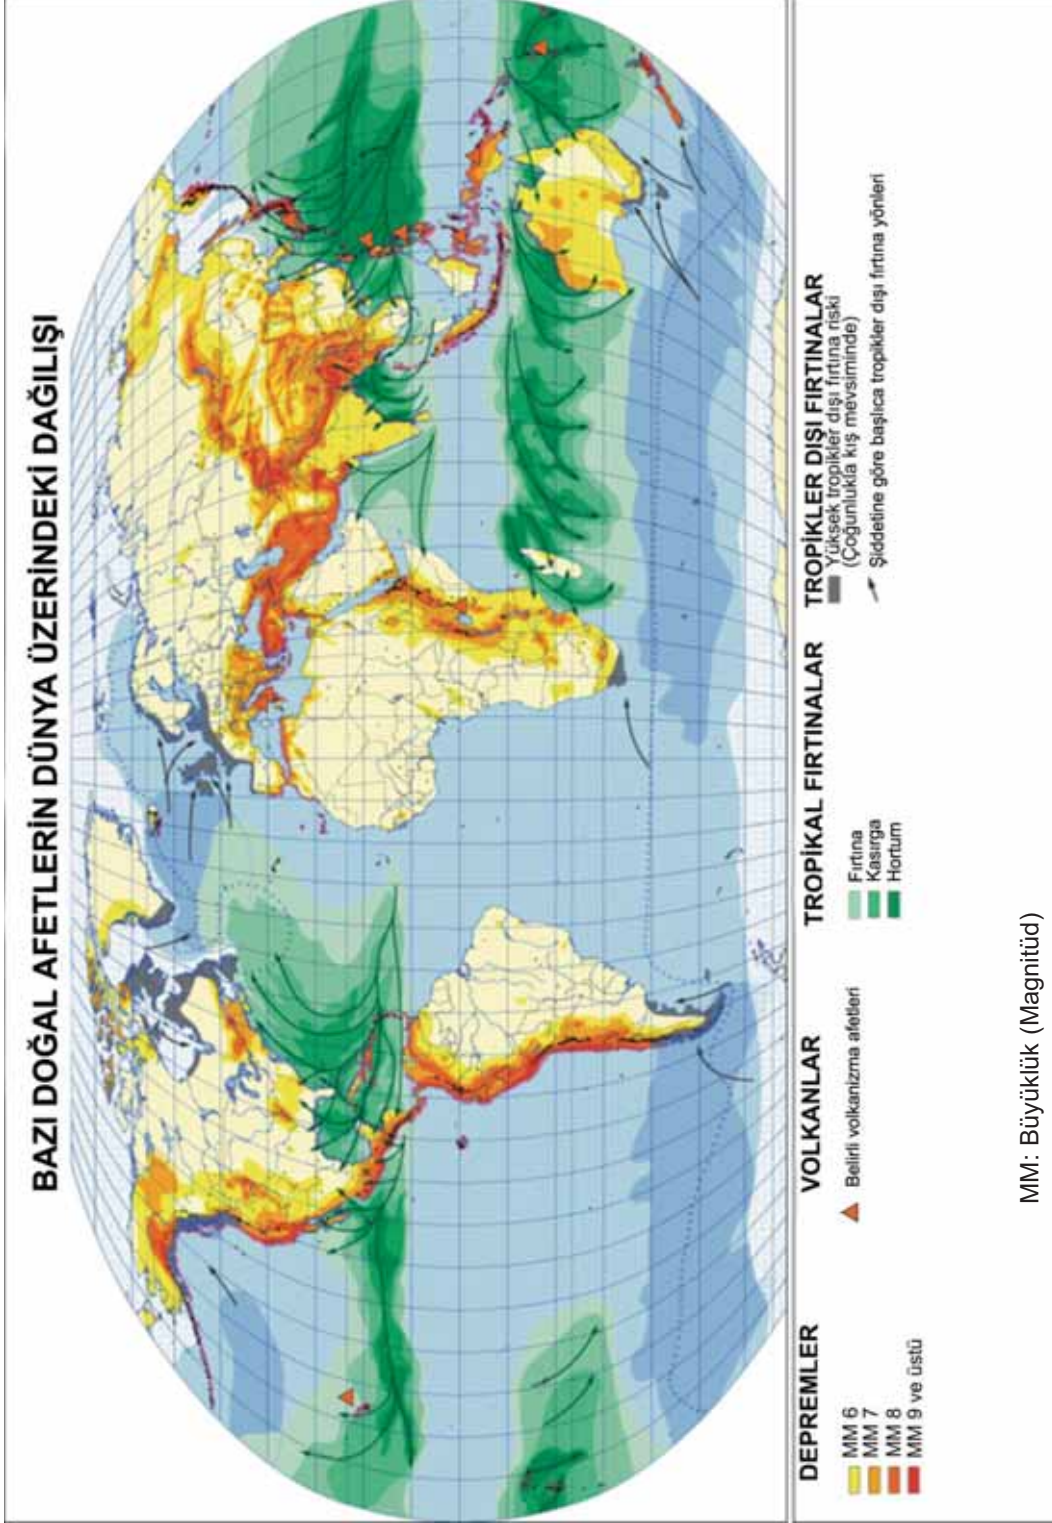 BAZI DOĞAL AFETLERİN DÜNYA ÜZERİNDEKİ DAĞILIŞI
DEPREMLER
MM 6
MM 7
MM 8
MM 9 ve üstü
VOLKANLAR
Belirli volkanizma afetleri
TROPİKAL FIRTINALAR
Fırtına
Kasırga
Hortum
TROPİKLER DIŞI FIRTINALAR
Yüksek tropikler dışı fırtına riski
(Çoğunlukla kış mevsiminde)
Şiddetine göre başlıca tropikler dışı fırtına yönleri
MM: Büyüklük (Magnitüd)